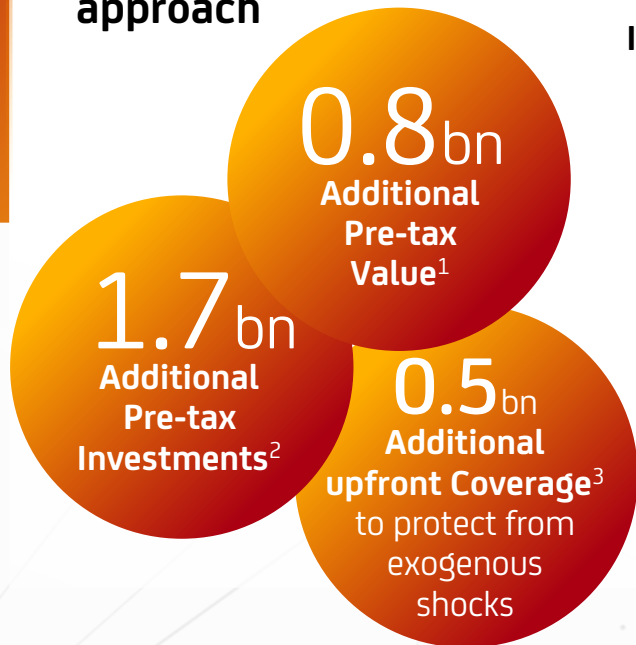 approach
0.8bn
Additional
Pre-tax
Value¹
1.7bn
Additional
Pre-tax
Investments²
0.5bn
Additional
upfront Coverage³
to protect from
exogenous
shocks